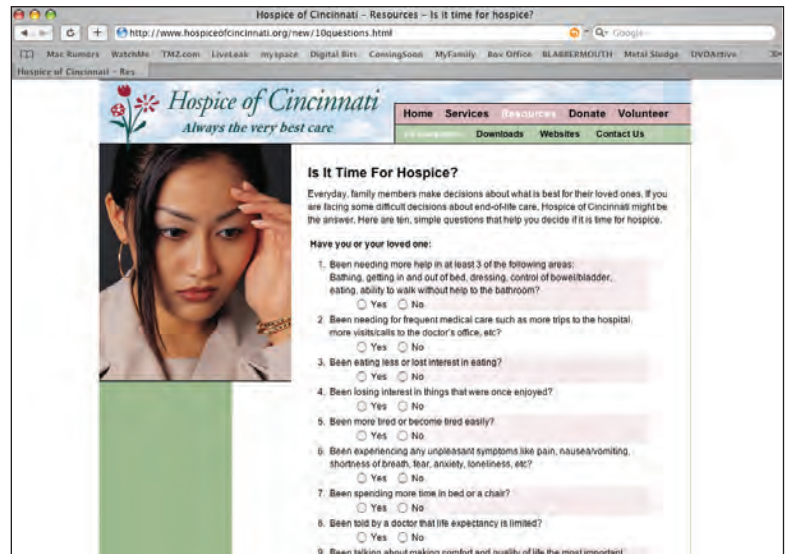 Hospice of Cincinnati – Resources – Is it time for hospice?
http://www.hospiceofcincinnati.org/new/10questions.html
Google
Mac Rumors WatchMe TMZ.com LiveLeak myspace Digital Bits ComingSoon MyFamily Box Office BLABBERMOUTH Metal Sludge DVDActive
Hospice of Cincinnati – Res
Hospice of Cincinnati
Always the very best care
Home Services Resources Donate Volunteer
Downloads Websites Contact Us
Is It Time For Hospice?
Everyday, family members make decisions about what is best for their loved ones. If you
are facing some difficult decisions about end-of-life care, Hospice of Cincinnati might be
the answer. Here are ten, simple questions that help you decide if it is time for hospice.
Have you or your loved one:
1. Been needing more help in at least 3 of the following areas:
Bathing, getting in and out of bed, dressing, control of bowel/bladder,
eating, ability to walk without help to the bathroom?
Yes No
2. Been needing for frequent medical care such as more trips to the hospital,
more visits/calls to the doctor's office, etc?
Yes No
3. Been eating less or lost interest in eating?
Yes No
4. Been losing interest in things that were once enjoyed?
Yes No
5. Been more tired or become tired easily?
Yes No
6. Been experiencing any unpleasant symptoms like pain, nausea/vomiting,
shortness of breath, fear, anxiety, loneliness, etc?
Yes No
7. Been spending more time in bed or a chair?
Yes No
8. Been told by a doctor that life expectancy is limited?
Yes No
9. Been talking about making comfort and quality of life the most important